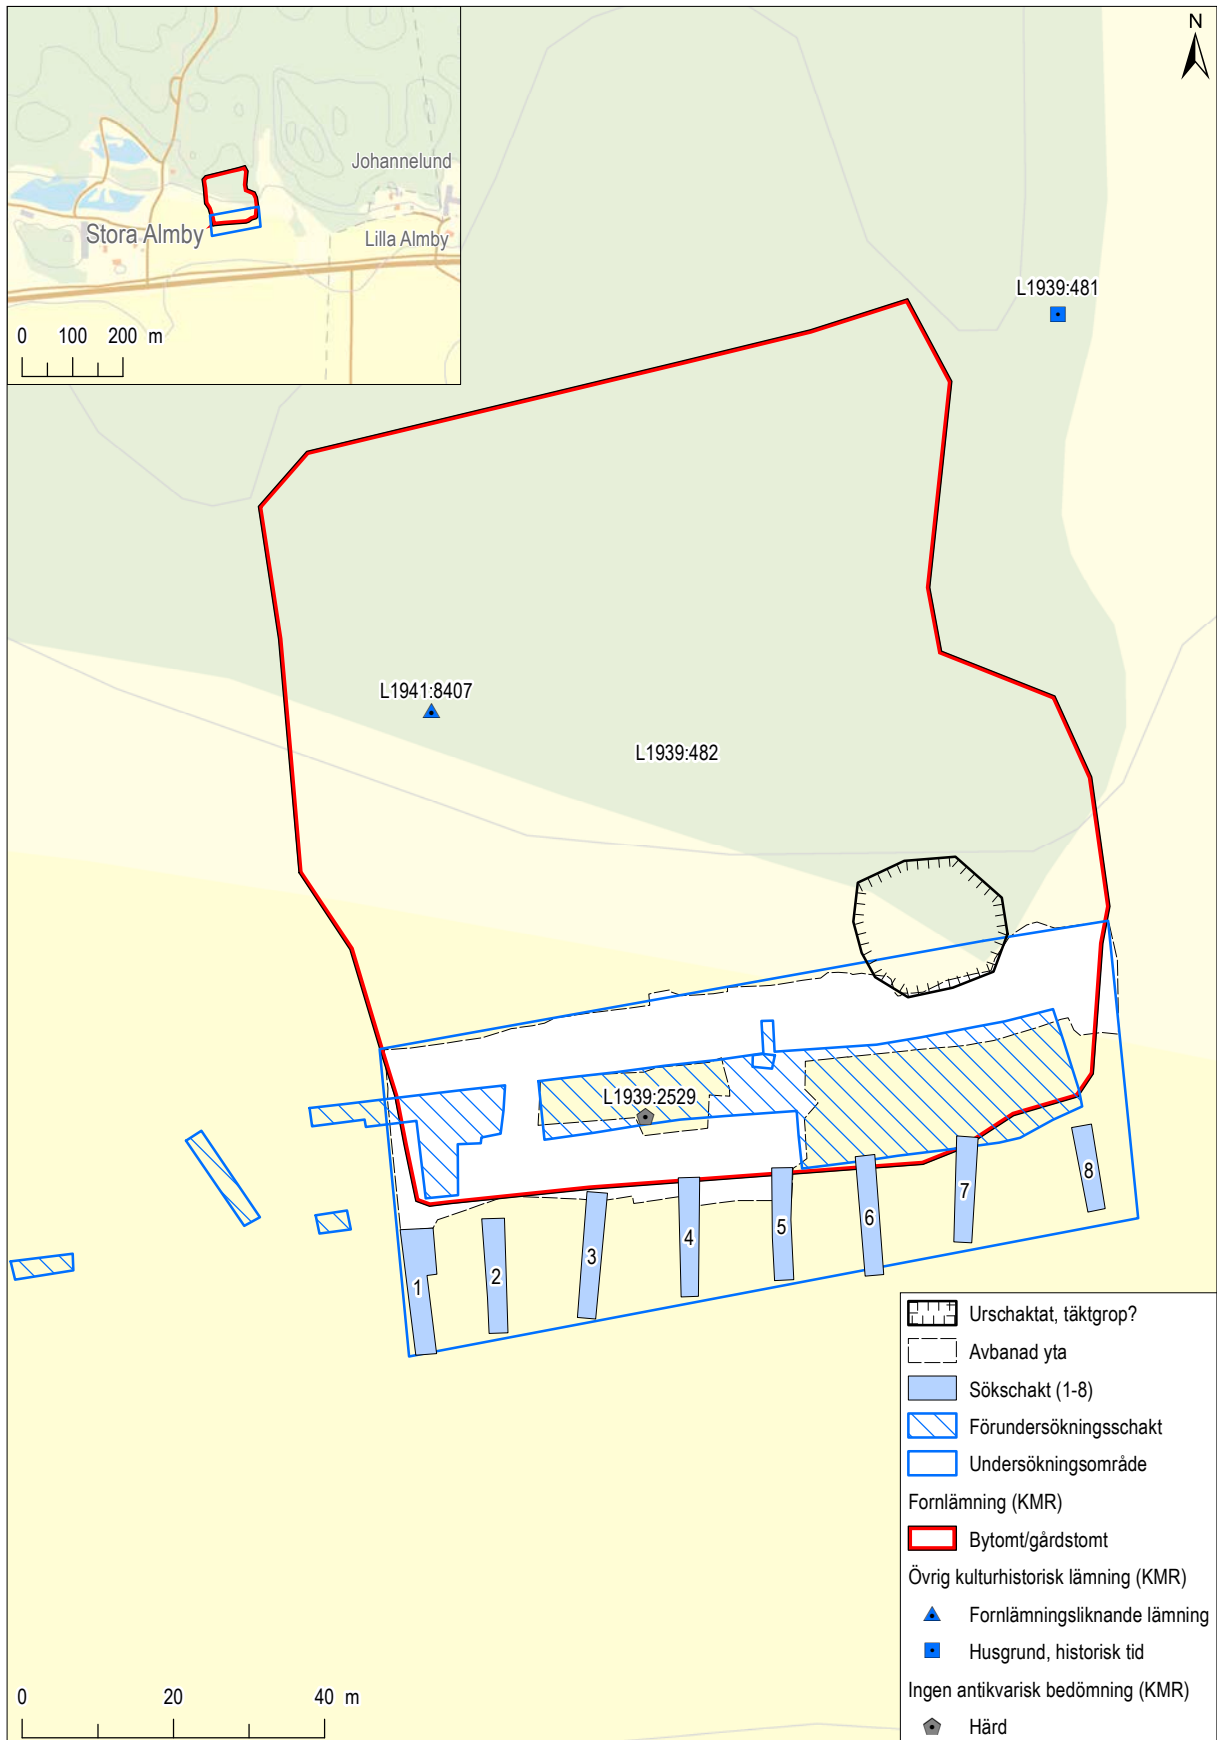 N
Johannelund
Stora Almby
Lilla Almby
0 100 200 m
L1939:481
L1941:8407
L1939:482
L1939:2529
1
2
3
4
5
6
7
8
Urschaktat, täktgrop?
Avbanad yta
Sökschakt (1-8)
Förundersökningsschakt
Undersökningsområde
Fornlämning (KMR)
Bytomt/gårdstomt
Övrig kulturhistorisk lämning (KMR)
Fornlämningsliknande lämning
Husgrund, historisk tid
Ingen antikvarisk bedömning (KMR)
Härd
0 20 40 m